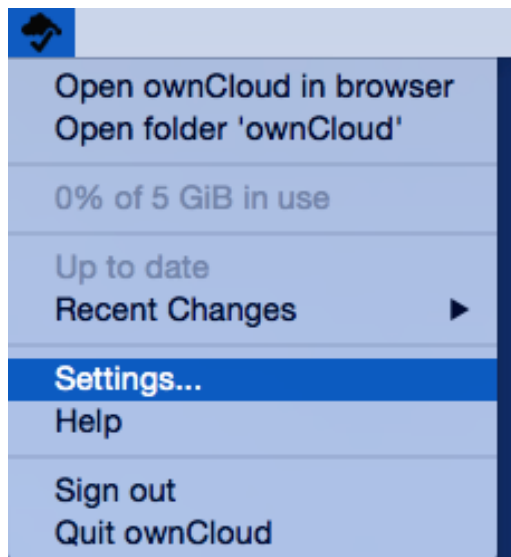 Open ownCloud in browser
Open folder 'ownCloud'
0% of 5 GiB in use
Up to date
Recent Changes
Settings...
Help
Sign out
Quit ownCloud